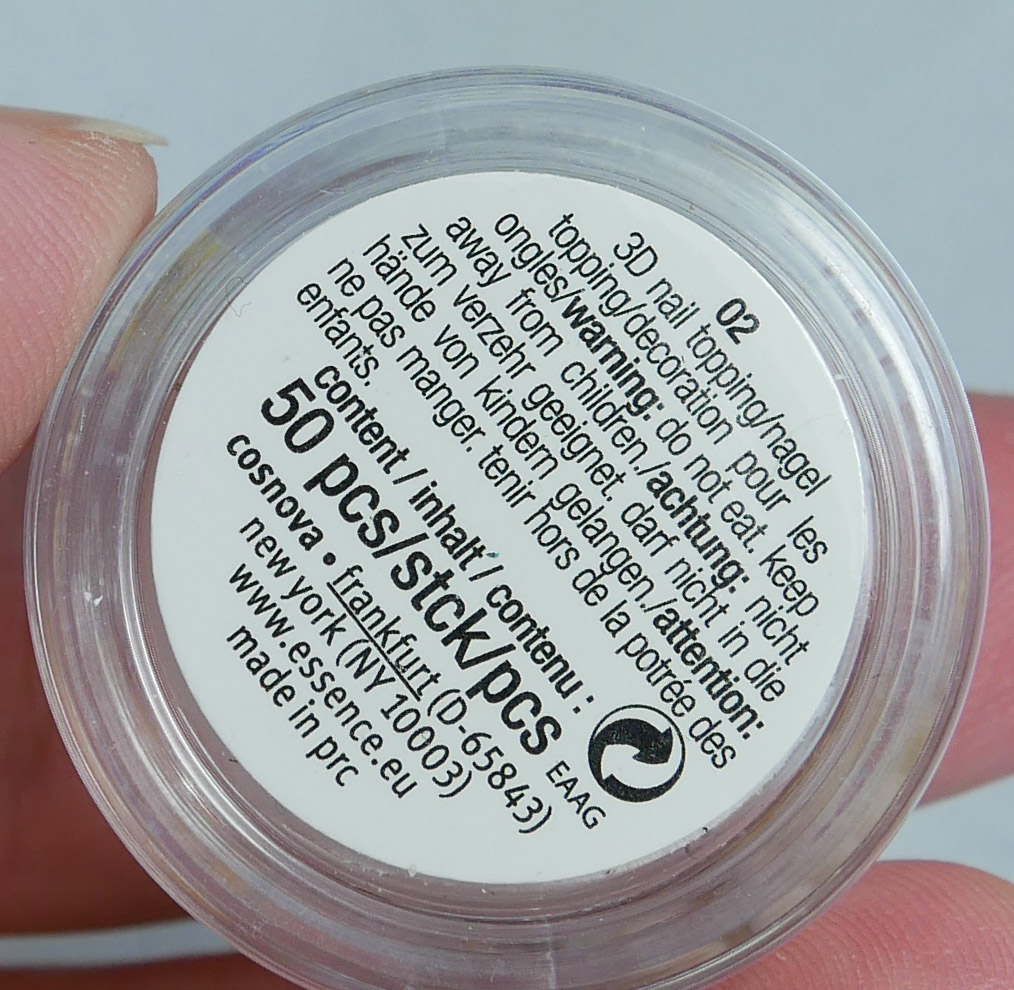 02
3D nail topping/nagel
topping/decoration pour les
ongles/warning: do not eat. keep
away from children./achtung: nicht
zum verzehr geeignet. darf nicht in die
hände von kindern gelangen./attention:
ne pas manger. tenir hors de la potrée des
enfants.
content / inhalt / contenu :
50 pcs/stck/pcs
EAAG
cosnova • frankfurt (D-65843)
new york (NY 10003)
www.essence.eu
made in prc